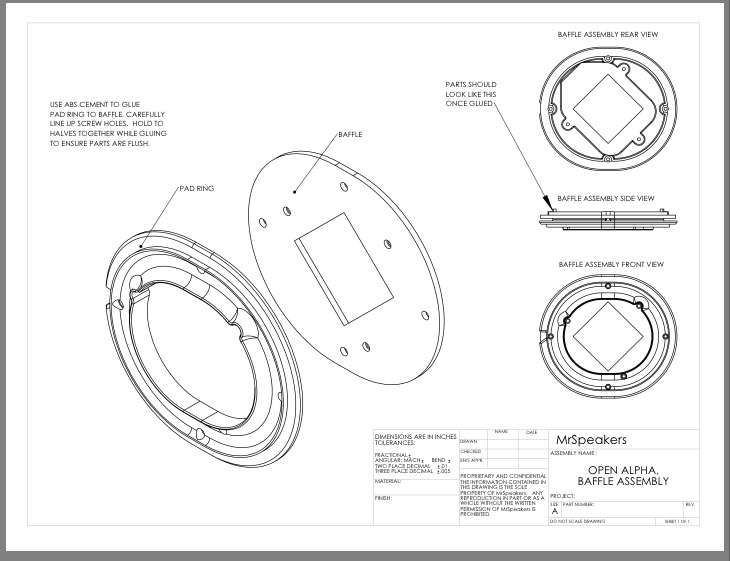 BAFFLE ASSEMBLY REAR VIEW
USE ABS CEMENT TO GLUE
PAD RING TO BAFFLE. CAREFULLY
LINE UP SCREW HOLES. HOLD TO
HALVES TOGETHER WHILE GLUING
TO ENSURE PARTS ARE FLUSH.
PARTS SHOULD
LOOK LIKE THIS
ONCE GLUED
BAFFLE
PAD RING
BAFFLE ASSEMBLY SIDE VIEW
BAFFLE ASSEMBLY FRONT VIEW
DIMENSIONS ARE IN INCHES
TOLERANCES:
FRACTIONAL±
ANGULAR: MACH± BEND ±
TWO PLACE DECIMAL ±.01
THREE PLACE DECIMAL ±.005
MATERIAL:
FINISH:
NAME DATE
DRAWN
CHECKED
ENG APPR.
PROPRIETARY AND CONFIDENTIAL
THE INFORMATION CONTAINED IN
THIS DRAWING IS THE SOLE
PROPERTY OF MrSpeakers. ANY
REPRODUCTION IN PART OR AS A
WHOLE WITHOUT THE WRITTEN
PERMISSION OF MrSpeakers IS
PROHIBITED.
MrSpeakers
ASSEMBLY NAME :
OPEN ALPHA,
BAFFLE ASSEMBLY
PROJECT:
SIZE PART NUMBER: REV.
A
DO NOT SCALE DRAWING SHEET 1 OF 1